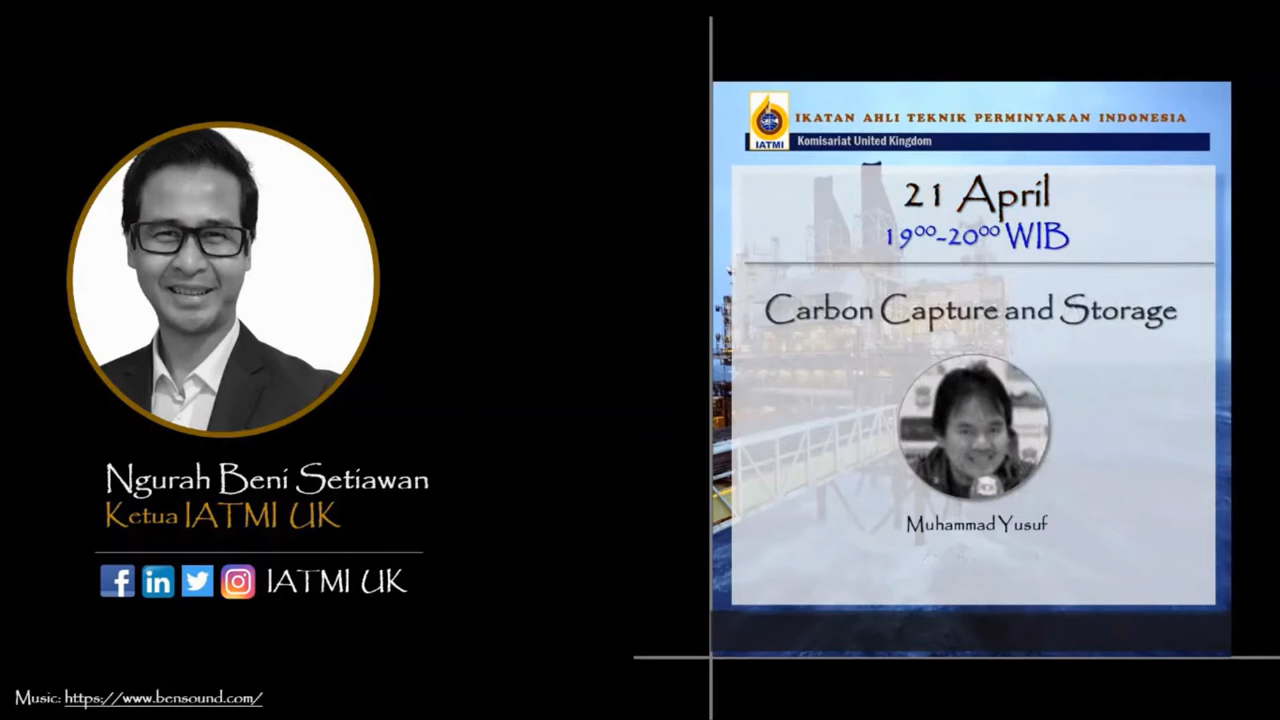 Ngurah Beni Setiawan
Ketua IATMI UK
IATMI UK
Music: https://www.bensound.com/
IATMI
IKATAN AHLI TEKNIK PERMINYAKAN INDONESIA
Komisariat United Kingdom
21 April
19⁰⁰-20⁰⁰ WIB
Carbon Capture and Storage
Muhammad Yusuf